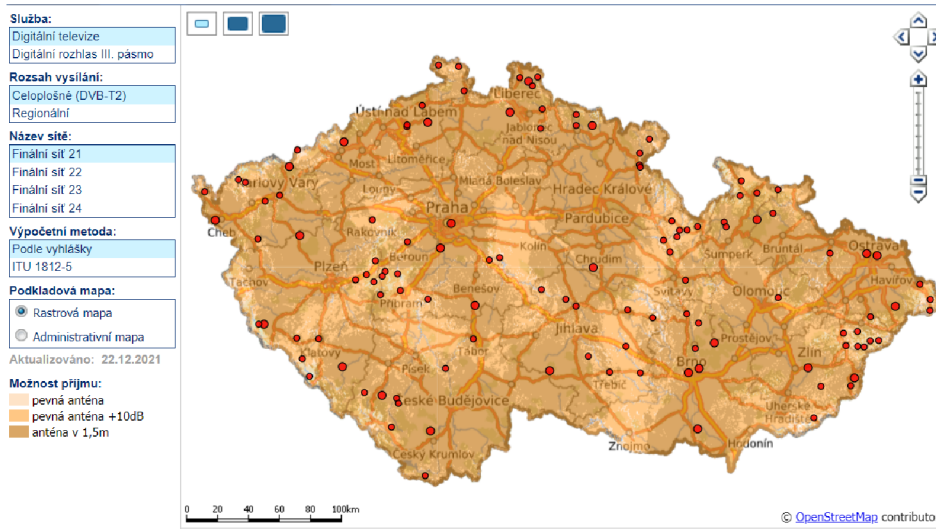 Služba:
Digitální televize
Digitální rozhlas III. pásmo
Rozsah vysílání:
Celoplošné (DVB-T2)
Regionální
Název sítě:
Finální síť 21
Finální síť 22
Finální síť 23
Finální síť 24
Výpočetní metoda:
Podle vyhlášky
ITU 1812-5
Podkladová mapa:
Rastrová mapa
Administrativní mapa
Aktualizováno: 22.12.2021
Možnost příjmu:
pevná anténa
pevná anténa +10dB
anténa v 1,5m
Liberec
Ústí nad Labem
Jablonec
nad Nisou
Most
Litoměřice
Karlovy Vary
Louny
Mladá Boleslav
Hradec Králové
Praha
Cheb
Rakovník
Pardubice
Beroun
Kolín
Chrudim
Šumperk
Bruntál
Ostrava
Plzeň
Tachov
Benešov
Svitavy
Olomouc
Havířov
Příbram
Jihlava
Prostějov
Klatovy
Tábor
Zlín
Písek
Brno
Třebíč
České Budějovice
Uherské
Hradiště
Znojmo
Hodonín
Český Krumlov
0 20 40 60 80 100km
© OpenStreetMap contributo